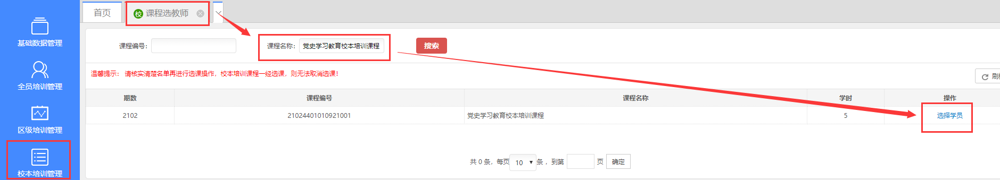 首页
校 课程选教师
基础数据管理
全员培训管理
区级培训管理
校本培训管理
课程编号： 课程名称： 党史学习教育校本培训课程 搜索
温馨提示： 请核实清楚名单再进行选课操作，校本培训课程一经选课，则无法取消选课！
期数 课程编号 课程名称 学时 操作
2102 21024401010921001 党史学习教育校本培训课程 5 选择学员
共 0 条，每页 10 条，到第 页 确定